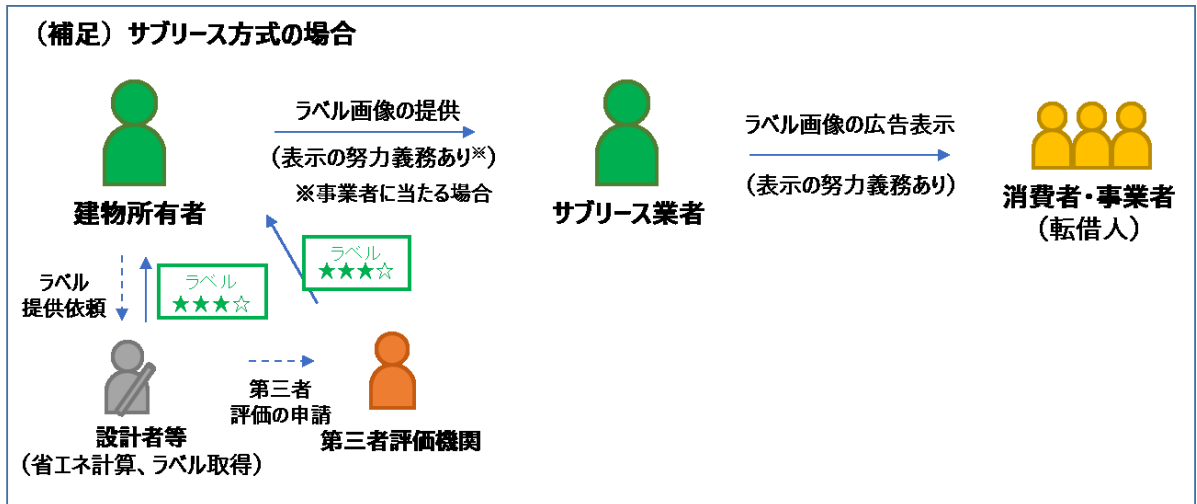 （補足）サブリース方式の場合
ラベル画像の提供
（表示の努力義務あり※）
※事業者に当たる場合
ラベル画像の広告表示
（表示の努力義務あり）
建物所有者
サブリース業者
消費者・事業者
（転借人）
ラベル
提供依頼
ラベル
★★★☆
ラベル
★★★☆
第三者
評価の申請
設計者等
（省エネ計算、ラベル取得）
第三者評価機関